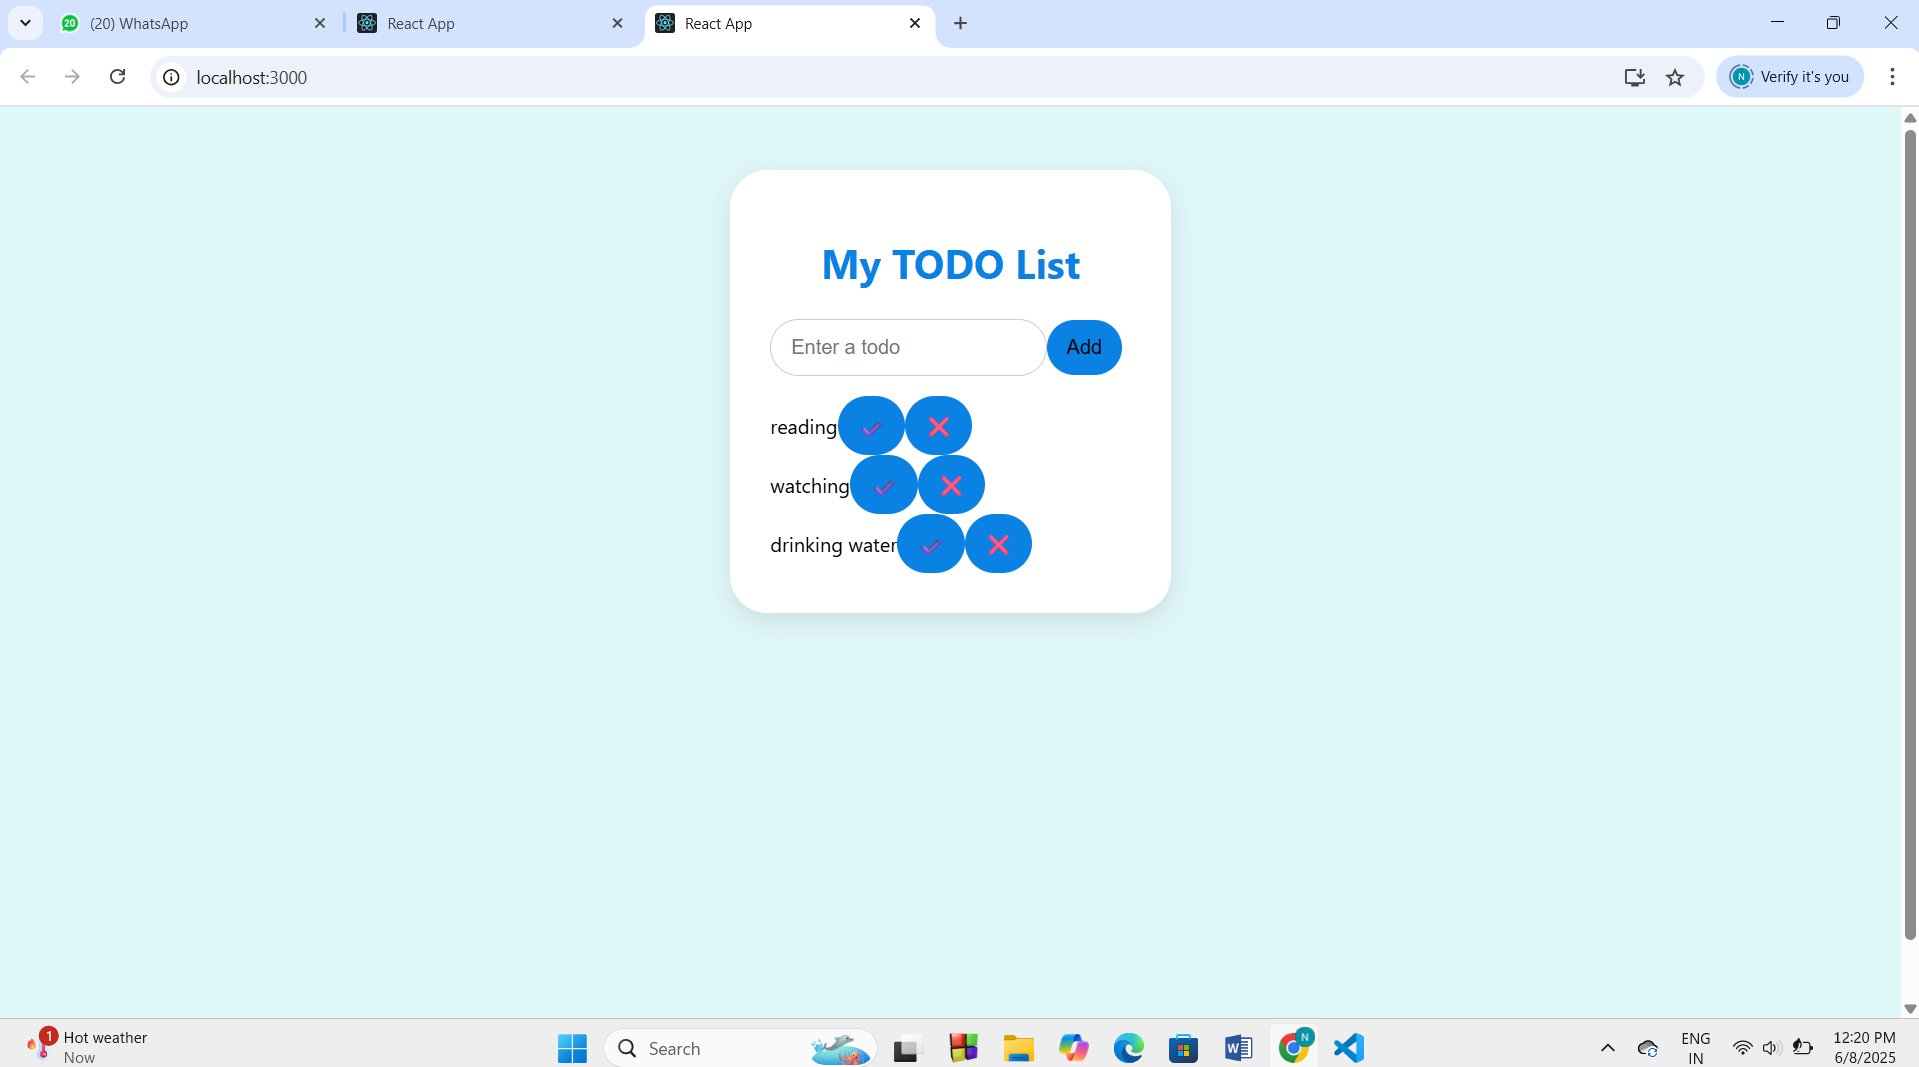 20 (20) WhatsApp
React App
React App
localhost:3000
N Verify it's you
My TODO List
Enter a todo
Add
reading
watching
drinking water
1 Hot weather
Now
Search
W
N
ENG
IN
12:20 PM
6/8/2025